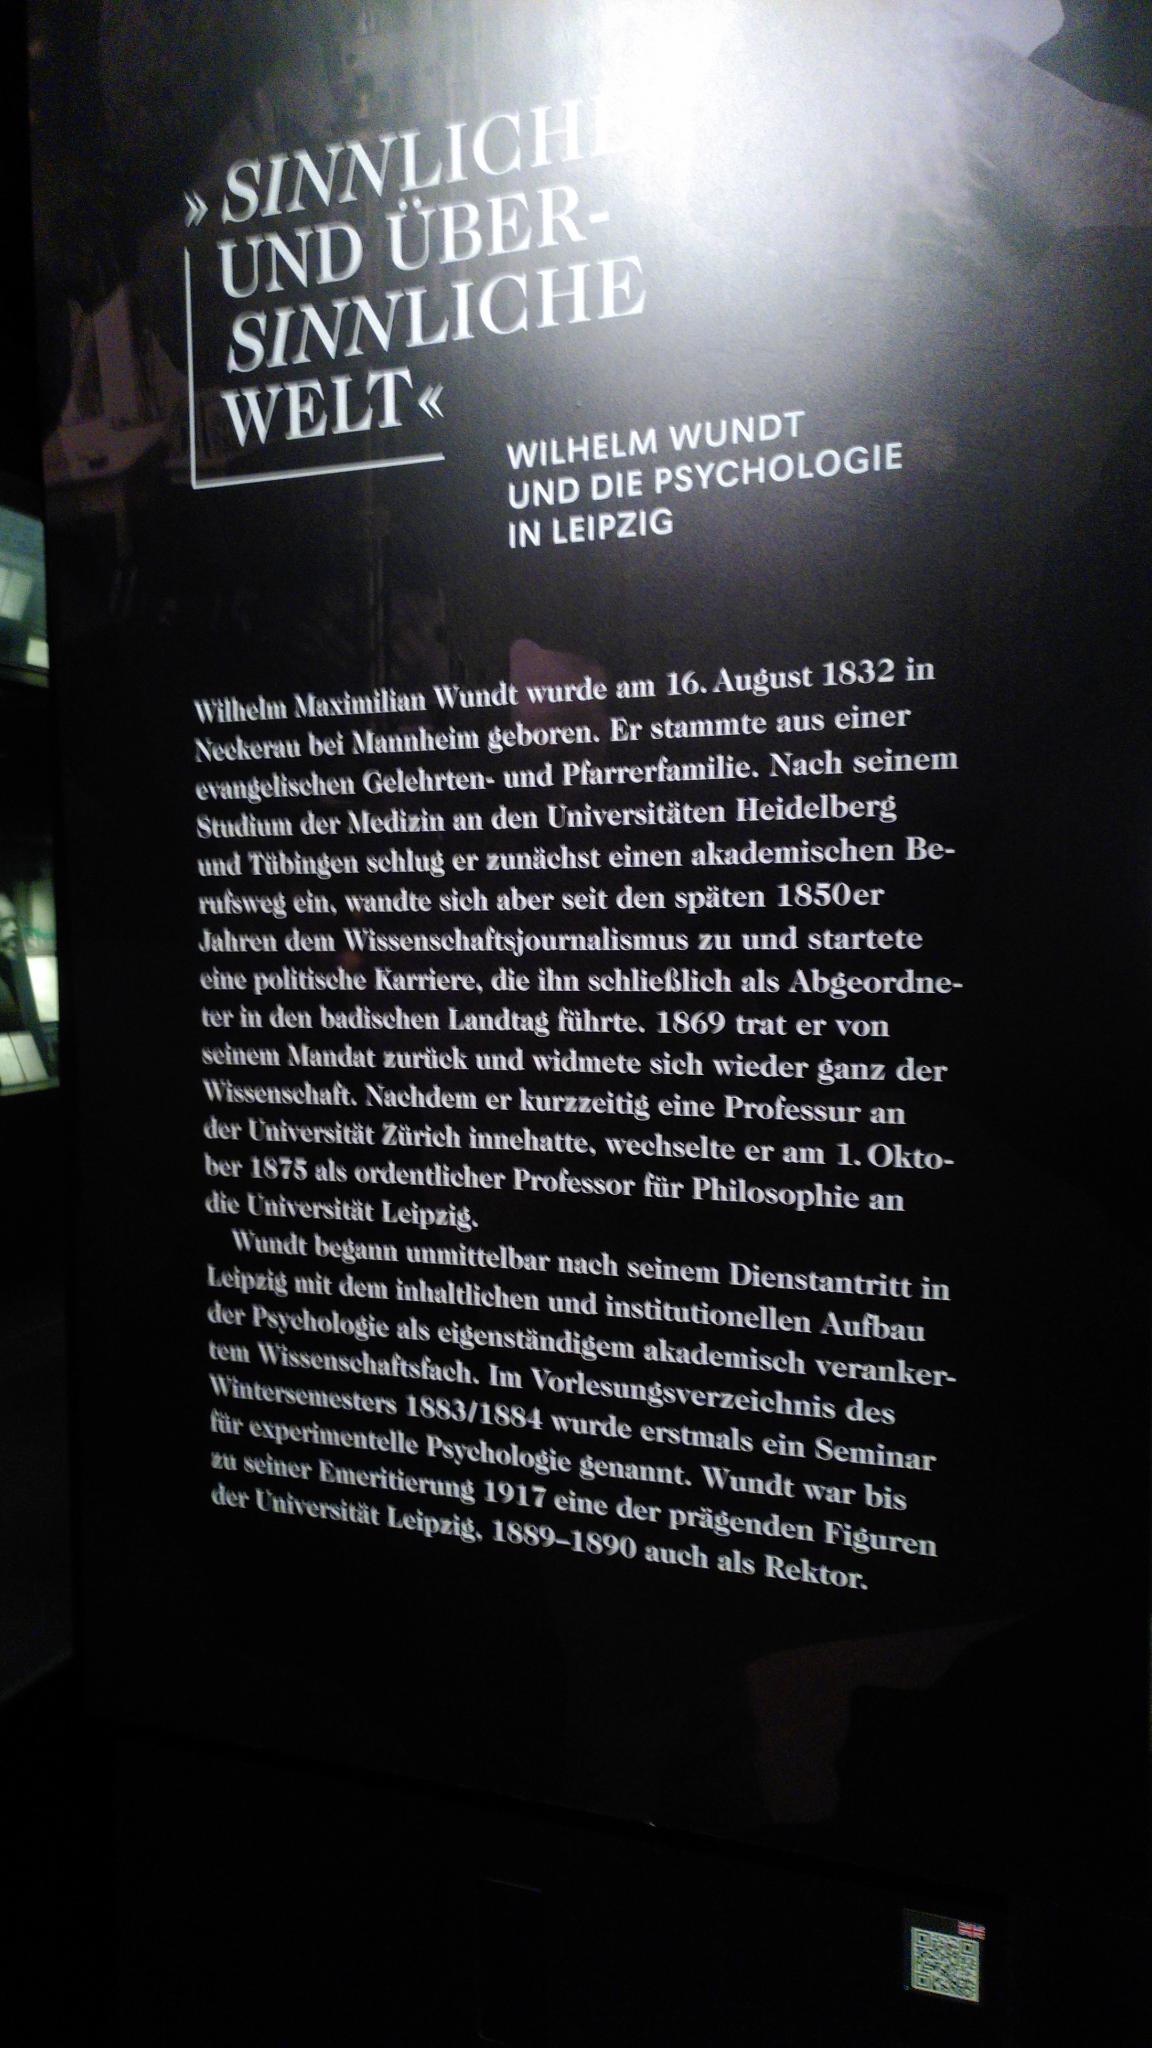 »SINNLICHE
UND ÜBER-
SINNLICHE
WELT«
WILHELM WUNDT
UND DIE PSYCHOLOGIE
IN LEIPZIG
Wilhelm Maximilian Wundt wurde am 16. August 1832 in
Neckerau bei Mannheim geboren. Er stammte aus einer
evangelischen Gelehrten- und Pfarrerfamilie. Nach seinem
Studium der Medizin an den Universitäten Heidelberg
und Tübingen schlug er zunächst einen akademischen Be-
rufsweg ein, wandte sich aber seit den späten 1850er
Jahren dem Wissenschaftsjournalismus zu und startete
eine politische Karriere, die ihn schließlich als Abgeordne-
ter in den badischen Landtag führte. 1869 trat er von
seinem Mandat zurück und widmete sich wieder ganz der
Wissenschaft. Nachdem er kurzzeitig eine Professur an
der Universität Zürich innehatte, wechselte er am 1. Okto-
ber 1875 als ordentlicher Professor für Philosophie an
die Universität Leipzig.
Wundt begann unmittelbar nach seinem Dienstantritt in
Leipzig mit dem inhaltlichen und institutionellen Aufbau
der Psychologie als eigenständigem akademisch veranker-
tem Wissenschaftsfach. Im Vorlesungsverzeichnis des
Wintersemesters 1883/1884 wurde erstmals ein Seminar
für experimentelle Psychologie genannt. Wundt war bis
zu seiner Emeritierung 1917 eine der prägenden Figuren
der Universität Leipzig, 1889–1890 auch als Rektor.